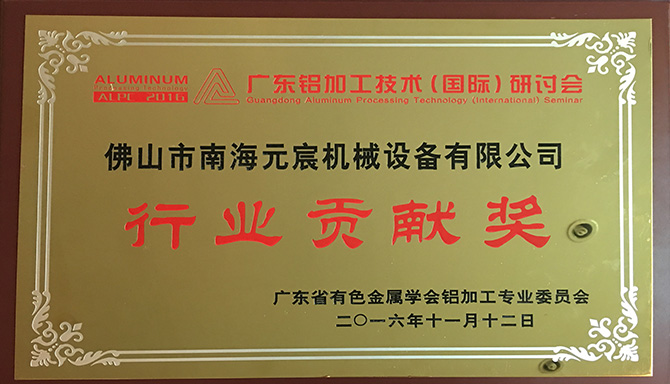 ALUMINUM
Processing Technology
ALPE 2016
广东铝加工技术（国际）研讨会
Guangdong Aluminum Processing Technology (International) Seminar
佛山市南海元宸机械设备有限公司
行业贡献奖
广东省有色金属学会铝加工专业委员会
二〇一六年十一月十二日